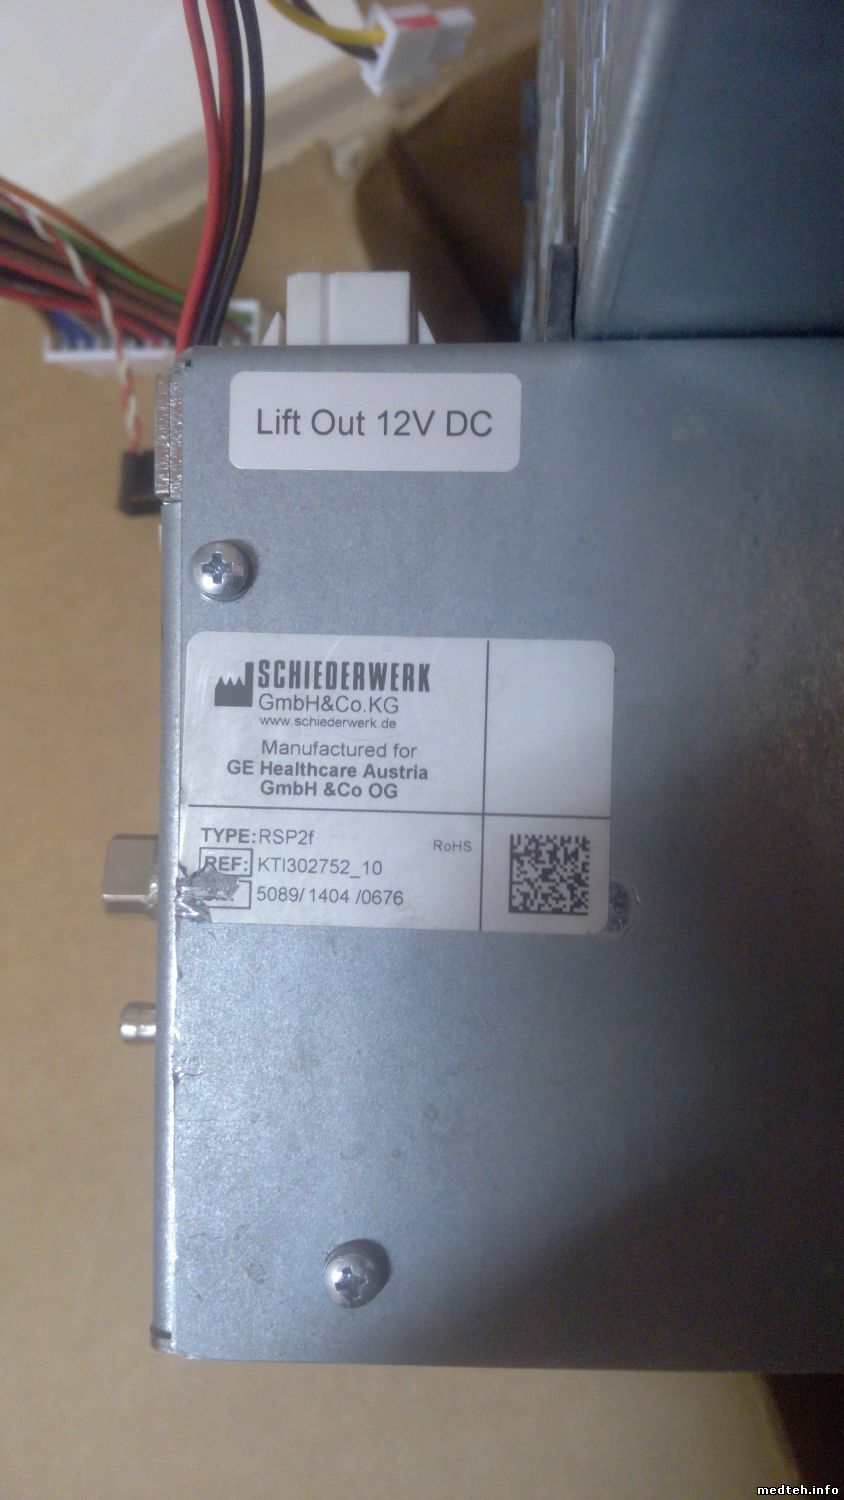 Lift Out 12V DC
SCHIEDERWERK
GmbH&Co.KG
www.schiederwerk.de
Manufactured for
GE Healthcare Austria
GmbH &Co OG
TYPE: RSP2f
RoHS
REF: KTI302752_10
5089/1404 /0676
medteh.info